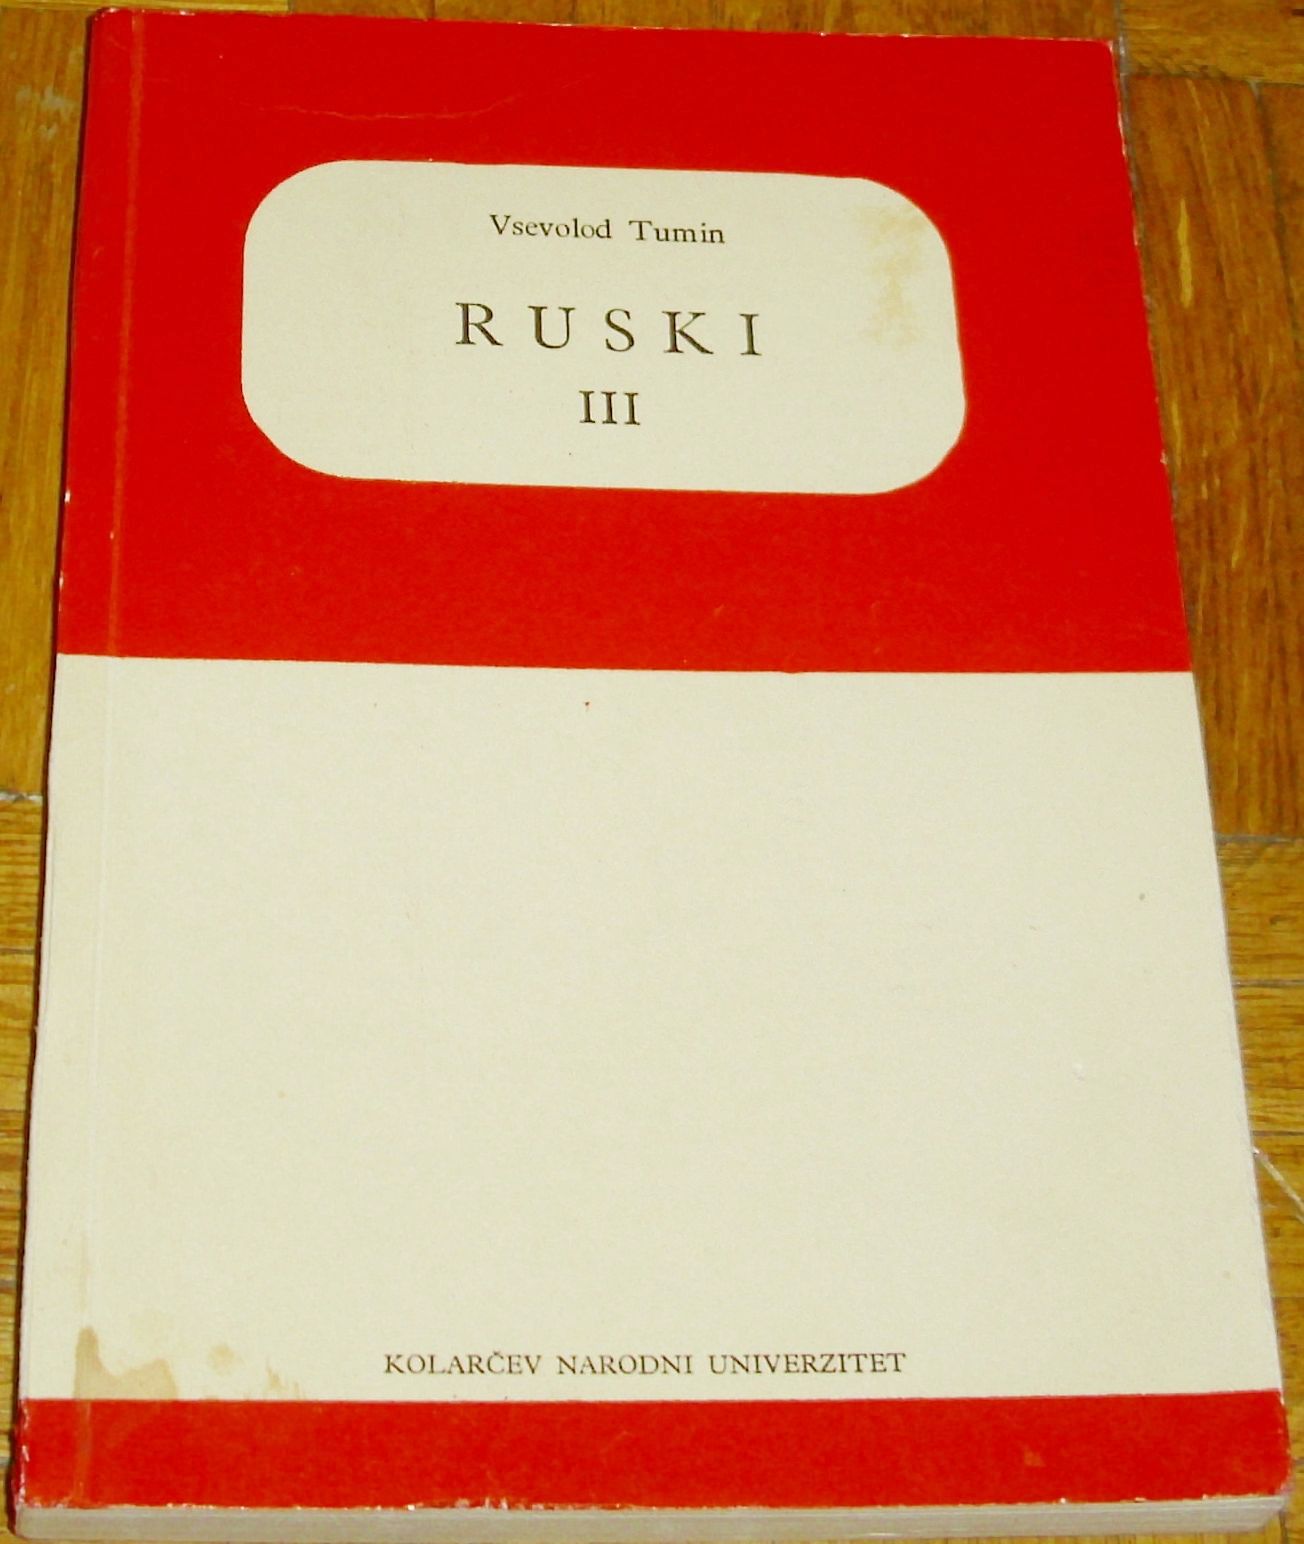 Vsevolod Tumin
RUSKI
III
KOLARČEV NARODNI UNIVERZITET